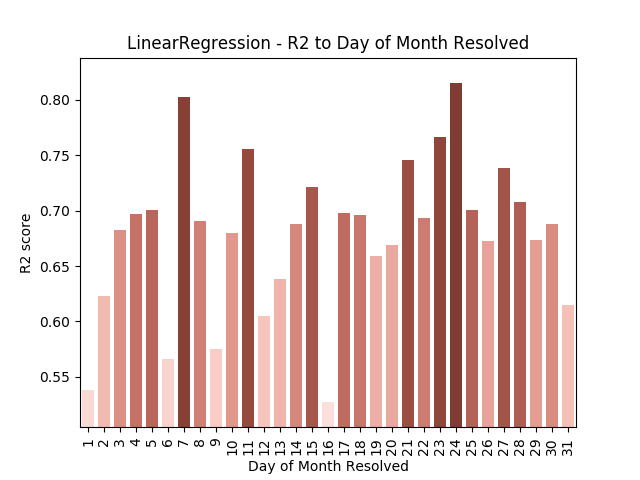 LinearRegression - R2 to Day of Month Resolved
R2 score
0.80
0.75
0.70
0.65
0.60
0.55
1 2 3 4 5 6 7 8 9 10 11 12 13 14 15 16 17 18 19 20 21 22 23 24 25 26 27 28 29 30 31
Day of Month Resolved